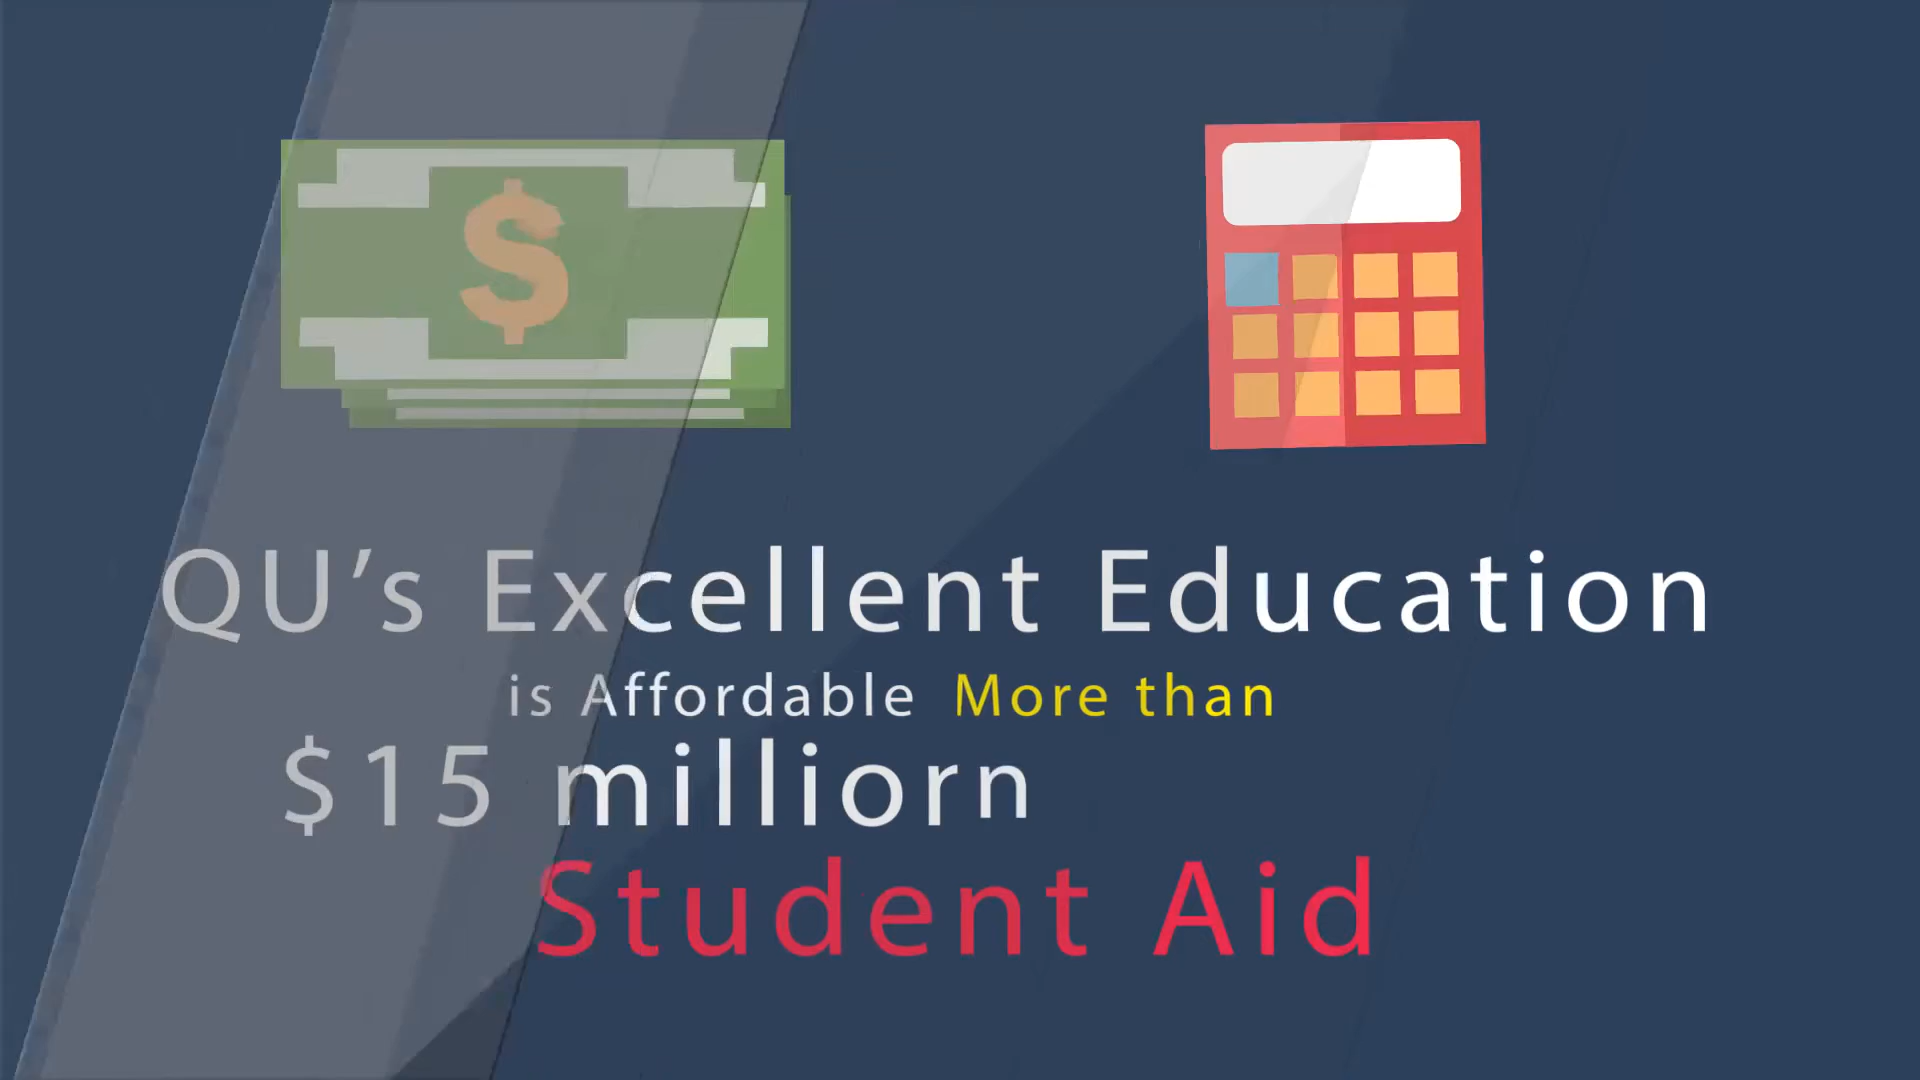 $
QU’s Excellent Education
is Affordable More than
$15 milliorn
Student Aid